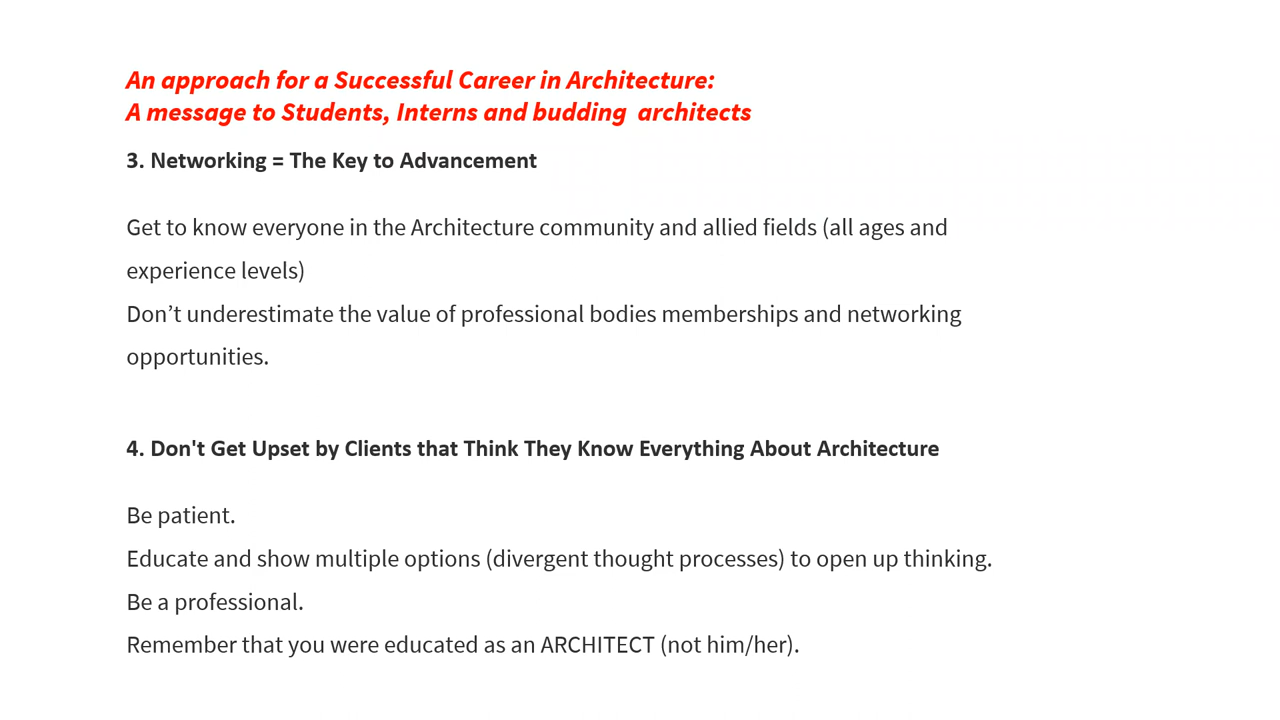 An approach for a Successful Career in Architecture:
A message to Students, Interns and budding  architects
3. Networking = The Key to Advancement
Get to know everyone in the Architecture community and allied fields (all ages and
experience levels)
Don’t underestimate the value of professional bodies memberships and networking
opportunities.
4. Don't Get Upset by Clients that Think They Know Everything About Architecture
Be patient.
Educate and show multiple options (divergent thought processes) to open up thinking.
Be a professional.
Remember that you were educated as an ARCHITECT (not him/her).